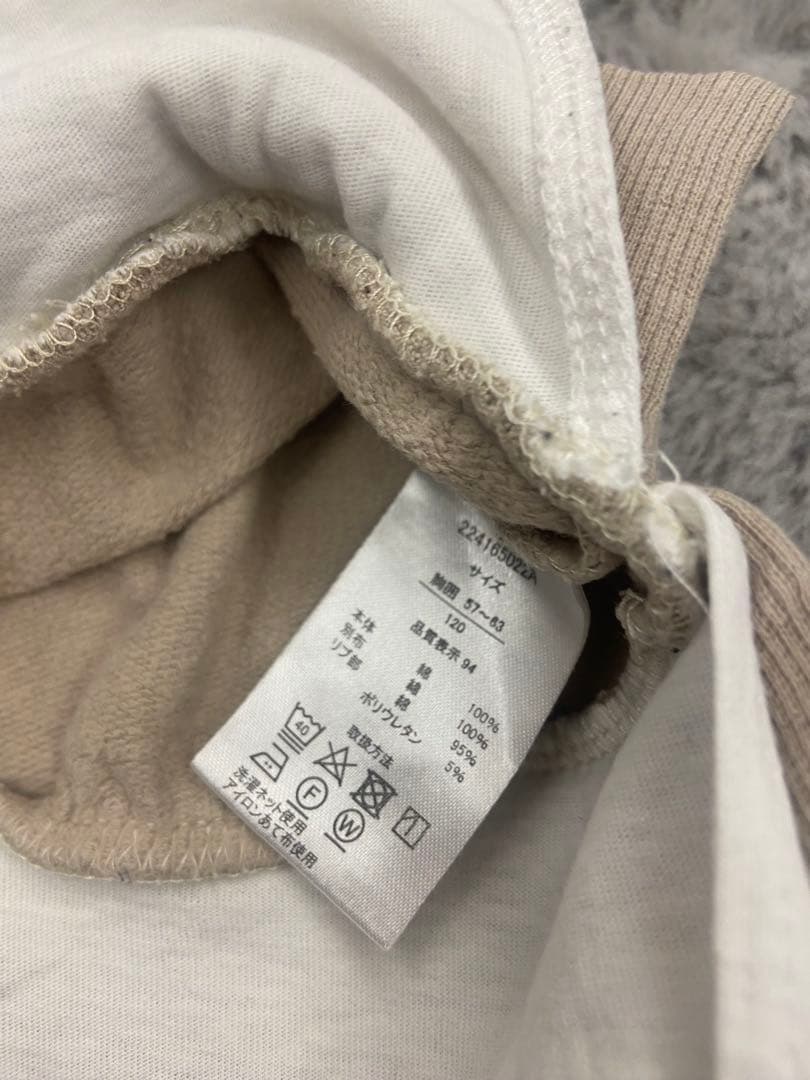 224165022A
サイズ
胸囲 57〜63
120
品質表示 94
本体 綿 100%
別布 綿 100%
リブ部 綿 95%
ポリウレタン 5%
取扱方法
40
F
W
洗濯ネット使用
アイロンあて布使用